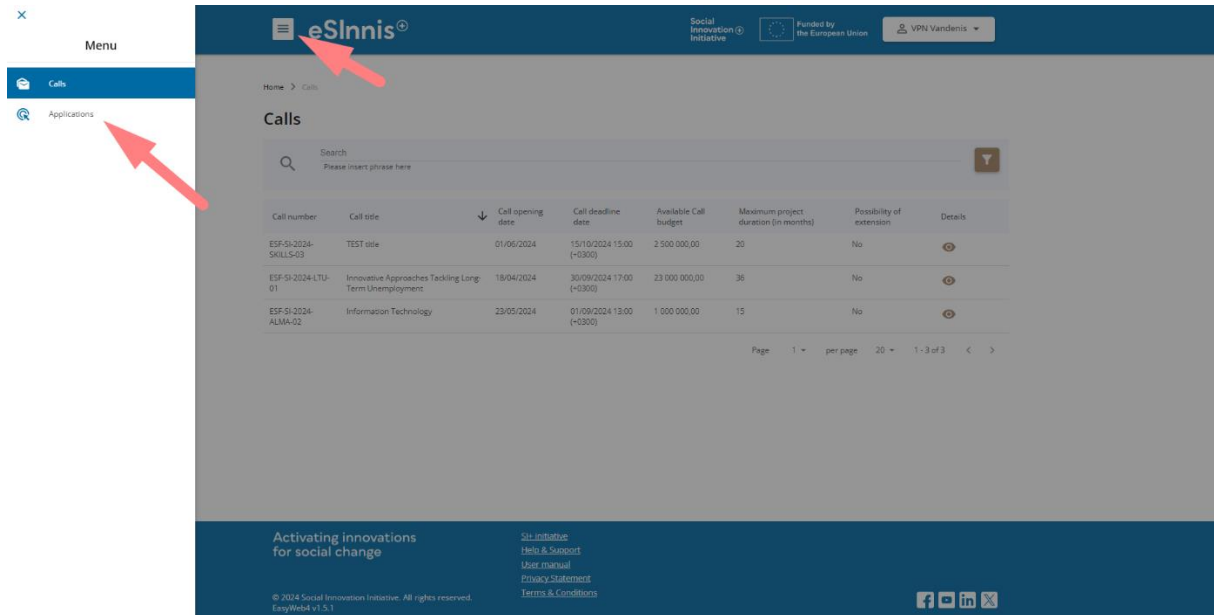 Menu
Calls
Applications
eSInnis
Social
Innovation
Initiative
Funded by
the European Union
VPN Vandenis
Home > Calls
Calls
Search
Please insert phrase here
Call number
Call title
Call opening
date
Call deadline
date
Available Call
budget
Maximum project
duration (in months)
Possibility of
extension
Details
ESF-SI-2024-
SKILLS-03
TEST title
01/06/2024
15/10/2024 15:00
(+0300)
2 500 000,00
20
No
ESF-SI-2024-LTU-
01
Innovative Approaches Tackling Long-
Term Unemployment
18/04/2024
30/09/2024 17:00
(+0300)
23 000 000,00
36
No
ESF-SI-2024-
ALMA-02
Information Technology
23/05/2024
01/09/2024 13:00
(+0300)
1 000 000,00
15
No
Page 1 per page 20 1 - 3 of 3 < >
Activating innovations
for social change
SI+ initiative
Help & Support
User manual
Privacy Statement
Terms & Conditions
© 2024 Social Innovation Initiative. All rights reserved.
EasyWeb4 v1.5.1